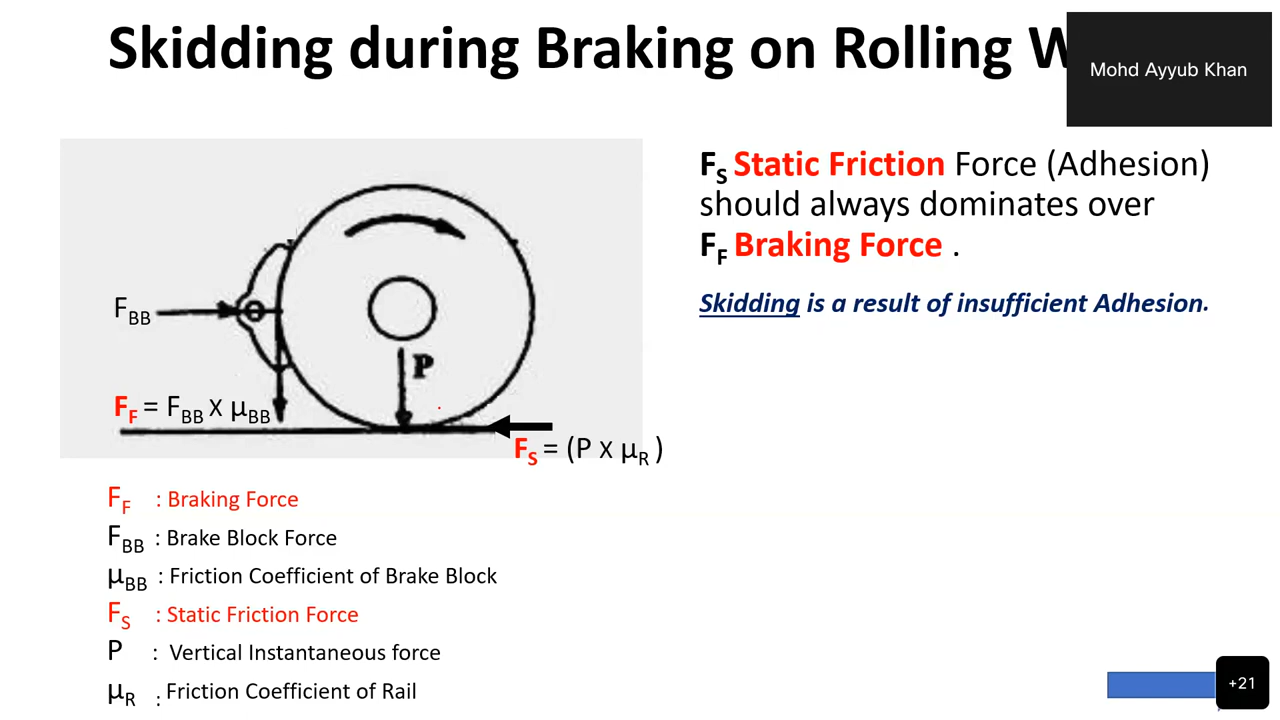 Skidding during Braking on Rolling W
Mohd Ayyub Khan
FS Static Friction Force (Adhesion)
should always dominates over
FF Braking Force .
Skidding is a result of insufficient Adhesion.
FBB
P
FF = FBB X µBB
FS = (P X µR )
FF : Braking Force
FBB : Brake Block Force
µBB : Friction Coefficient of Brake Block
FS : Static Friction Force
P : Vertical Instantaneous force
µR : Friction Coefficient of Rail
+21